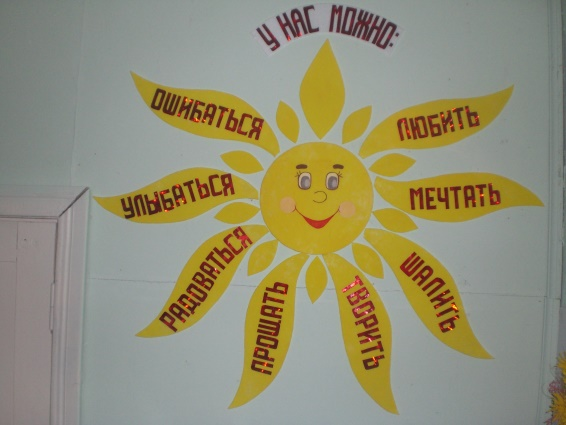 У НАС МОЖНО:
ОШИБАТЬСЯ
ЛЮБИТЬ
УЛЫБАТЬСЯ
МЕЧТАТЬ
РАДОВАТЬСЯ
ШАЛИТЬ
ПРОЩАТЬ
ТВОРИТЬ